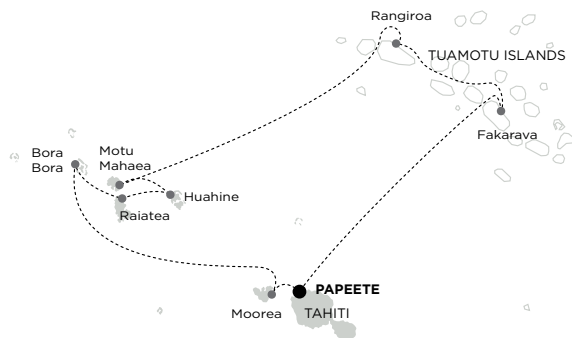 Rangiroa
TUAMOTU ISLANDS
Fakarava
Bora
Bora
Motu
Mahaea
Huahine
Raiatea
PAPEETE
Moorea
TAHITI